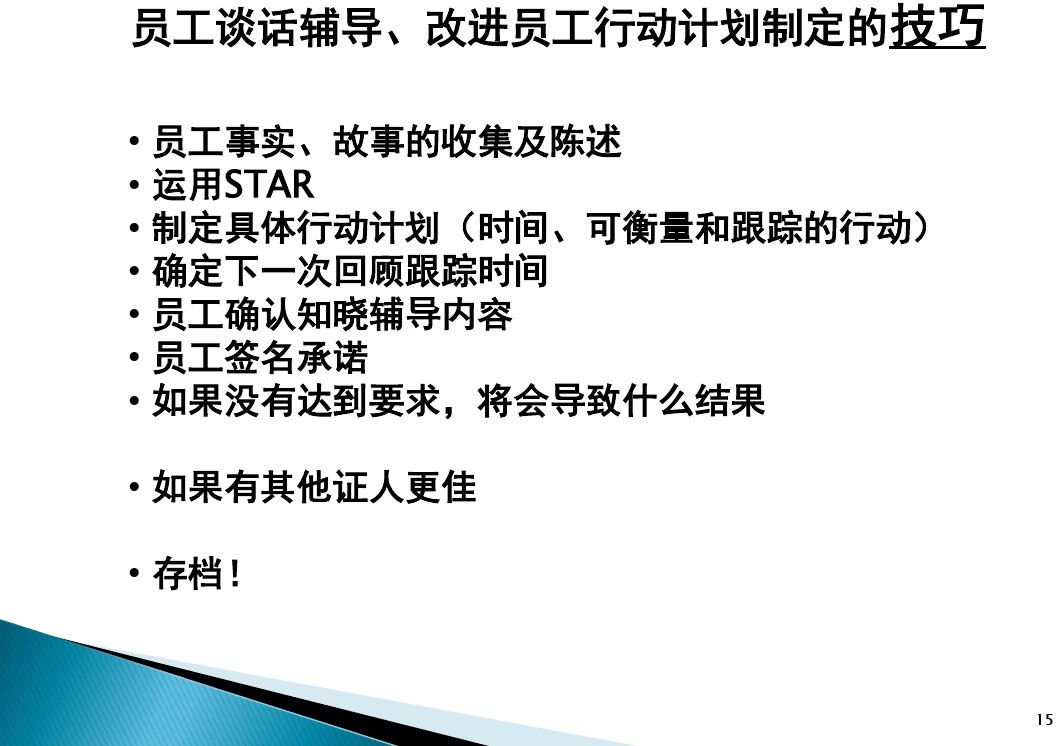 员工谈话辅导、改进员工行动计划制定的技巧
• 员工事实、故事的收集及陈述
• 运用STAR
• 制定具体行动计划（时间、可衡量和跟踪的行动）
• 确定下一次回顾跟踪时间
• 员工确认知晓辅导内容
• 员工签名承诺
• 如果没有达到要求，将会导致什么结果
• 如果有其他证人更佳
• 存档！
15